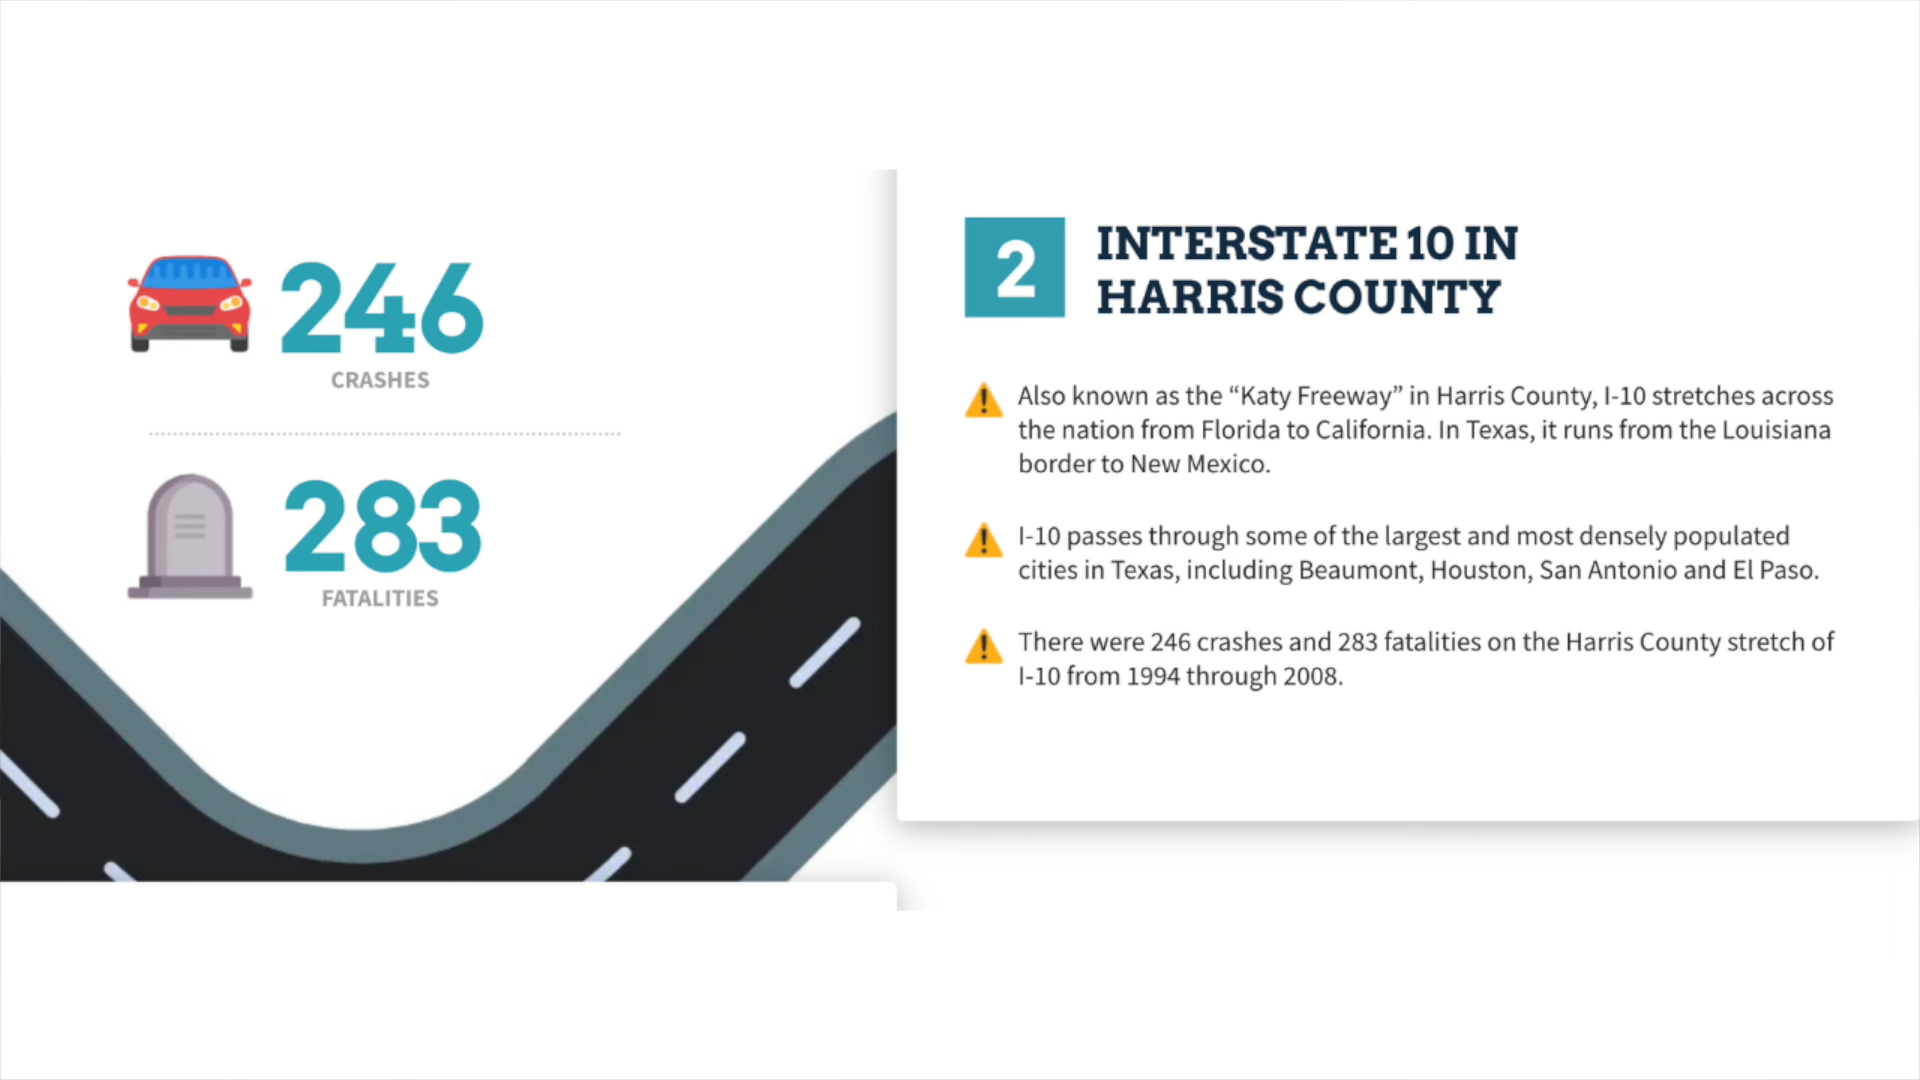 246
CRASHES
283
FATALITIES
2
INTERSTATE 10 IN
HARRIS COUNTY
Also known as the “Katy Freeway” in Harris County, I-10 stretches across
the nation from Florida to California. In Texas, it runs from the Louisiana
border to New Mexico.
I-10 passes through some of the largest and most densely populated
cities in Texas, including Beaumont, Houston, San Antonio and El Paso.
There were 246 crashes and 283 fatalities on the Harris County stretch of
I-10 from 1994 through 2008.